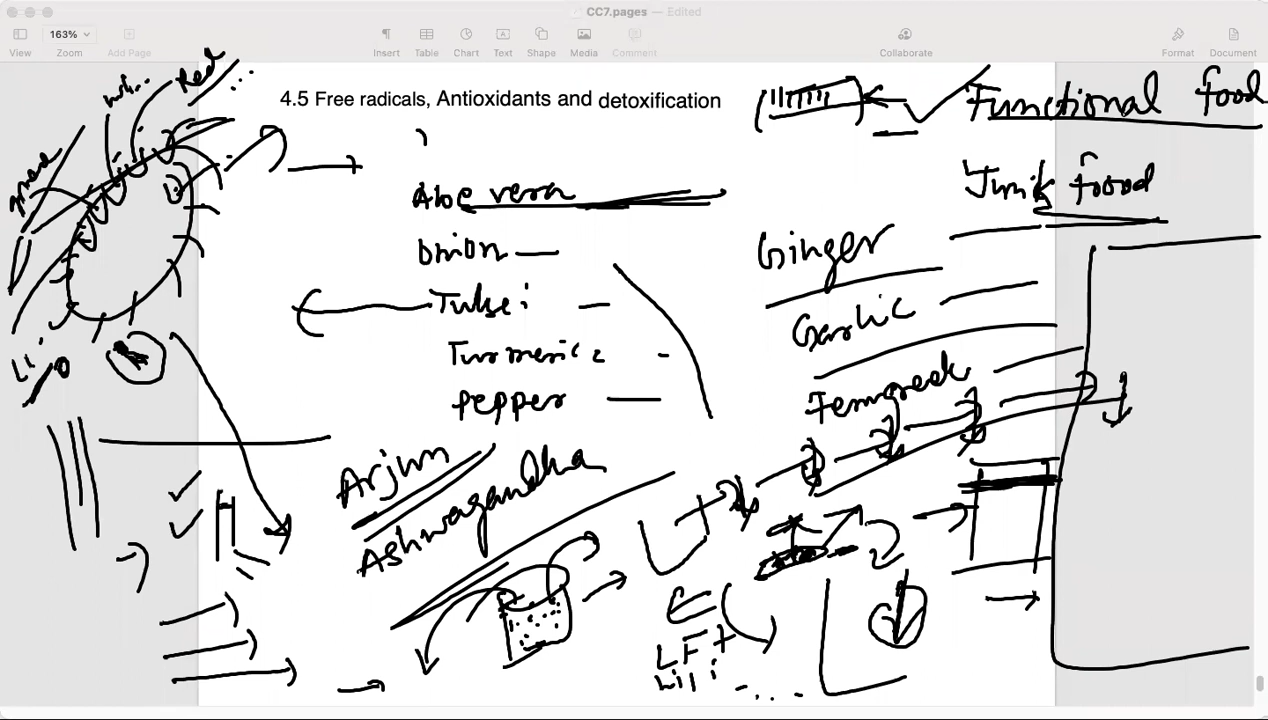 CC7.pages — Edited
163%
View Zoom Add Page Insert Table Chart Text Shape Media Comment Collaborate Format Document
4.5 Free radicals, Antioxidants and detoxification
Functional food
Red
Junk food
Aloe vera
Onion
Ginger
Tulsi
Garlic
Turmeric
Pepper
Fenugreek
Arjun
Ashwagandha
LF+